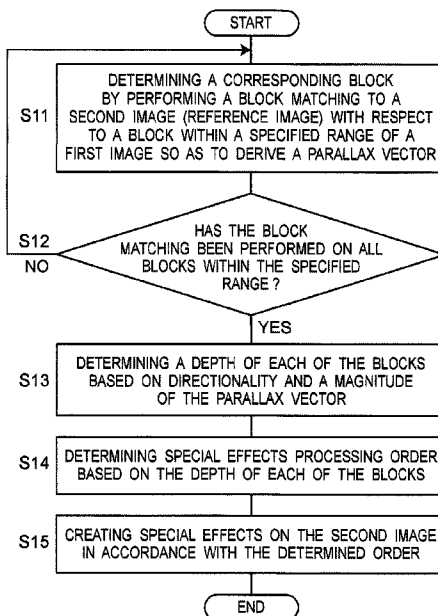 START
S11
DETERMINING A CORRESPONDING BLOCK
BY PERFORMING A BLOCK MATCHING TO A
SECOND IMAGE (REFERENCE IMAGE) WITH RESPECT
TO A BLOCK WITHIN A SPECIFIED RANGE OF A
FIRST IMAGE SO AS TO DERIVE A PARALLAX VECTOR
S12
NO
HAS THE BLOCK
MATCHING BEEN PERFORMED ON ALL
BLOCKS WITHIN THE SPECIFIED
RANGE ?
YES
S13
DETERMINING A DEPTH OF EACH OF THE BLOCKS
BASED ON DIRECTIONALITY AND A MAGNITUDE
OF THE PARALLAX VECTOR
S14
DETERMINING SPECIAL EFFECTS PROCESSING ORDER
BASED ON THE DEPTH OF EACH OF THE BLOCKS
S15
CREATING SPECIAL EFFECTS ON THE SECOND IMAGE
IN ACCORDANCE WITH THE DETERMINED ORDER
END